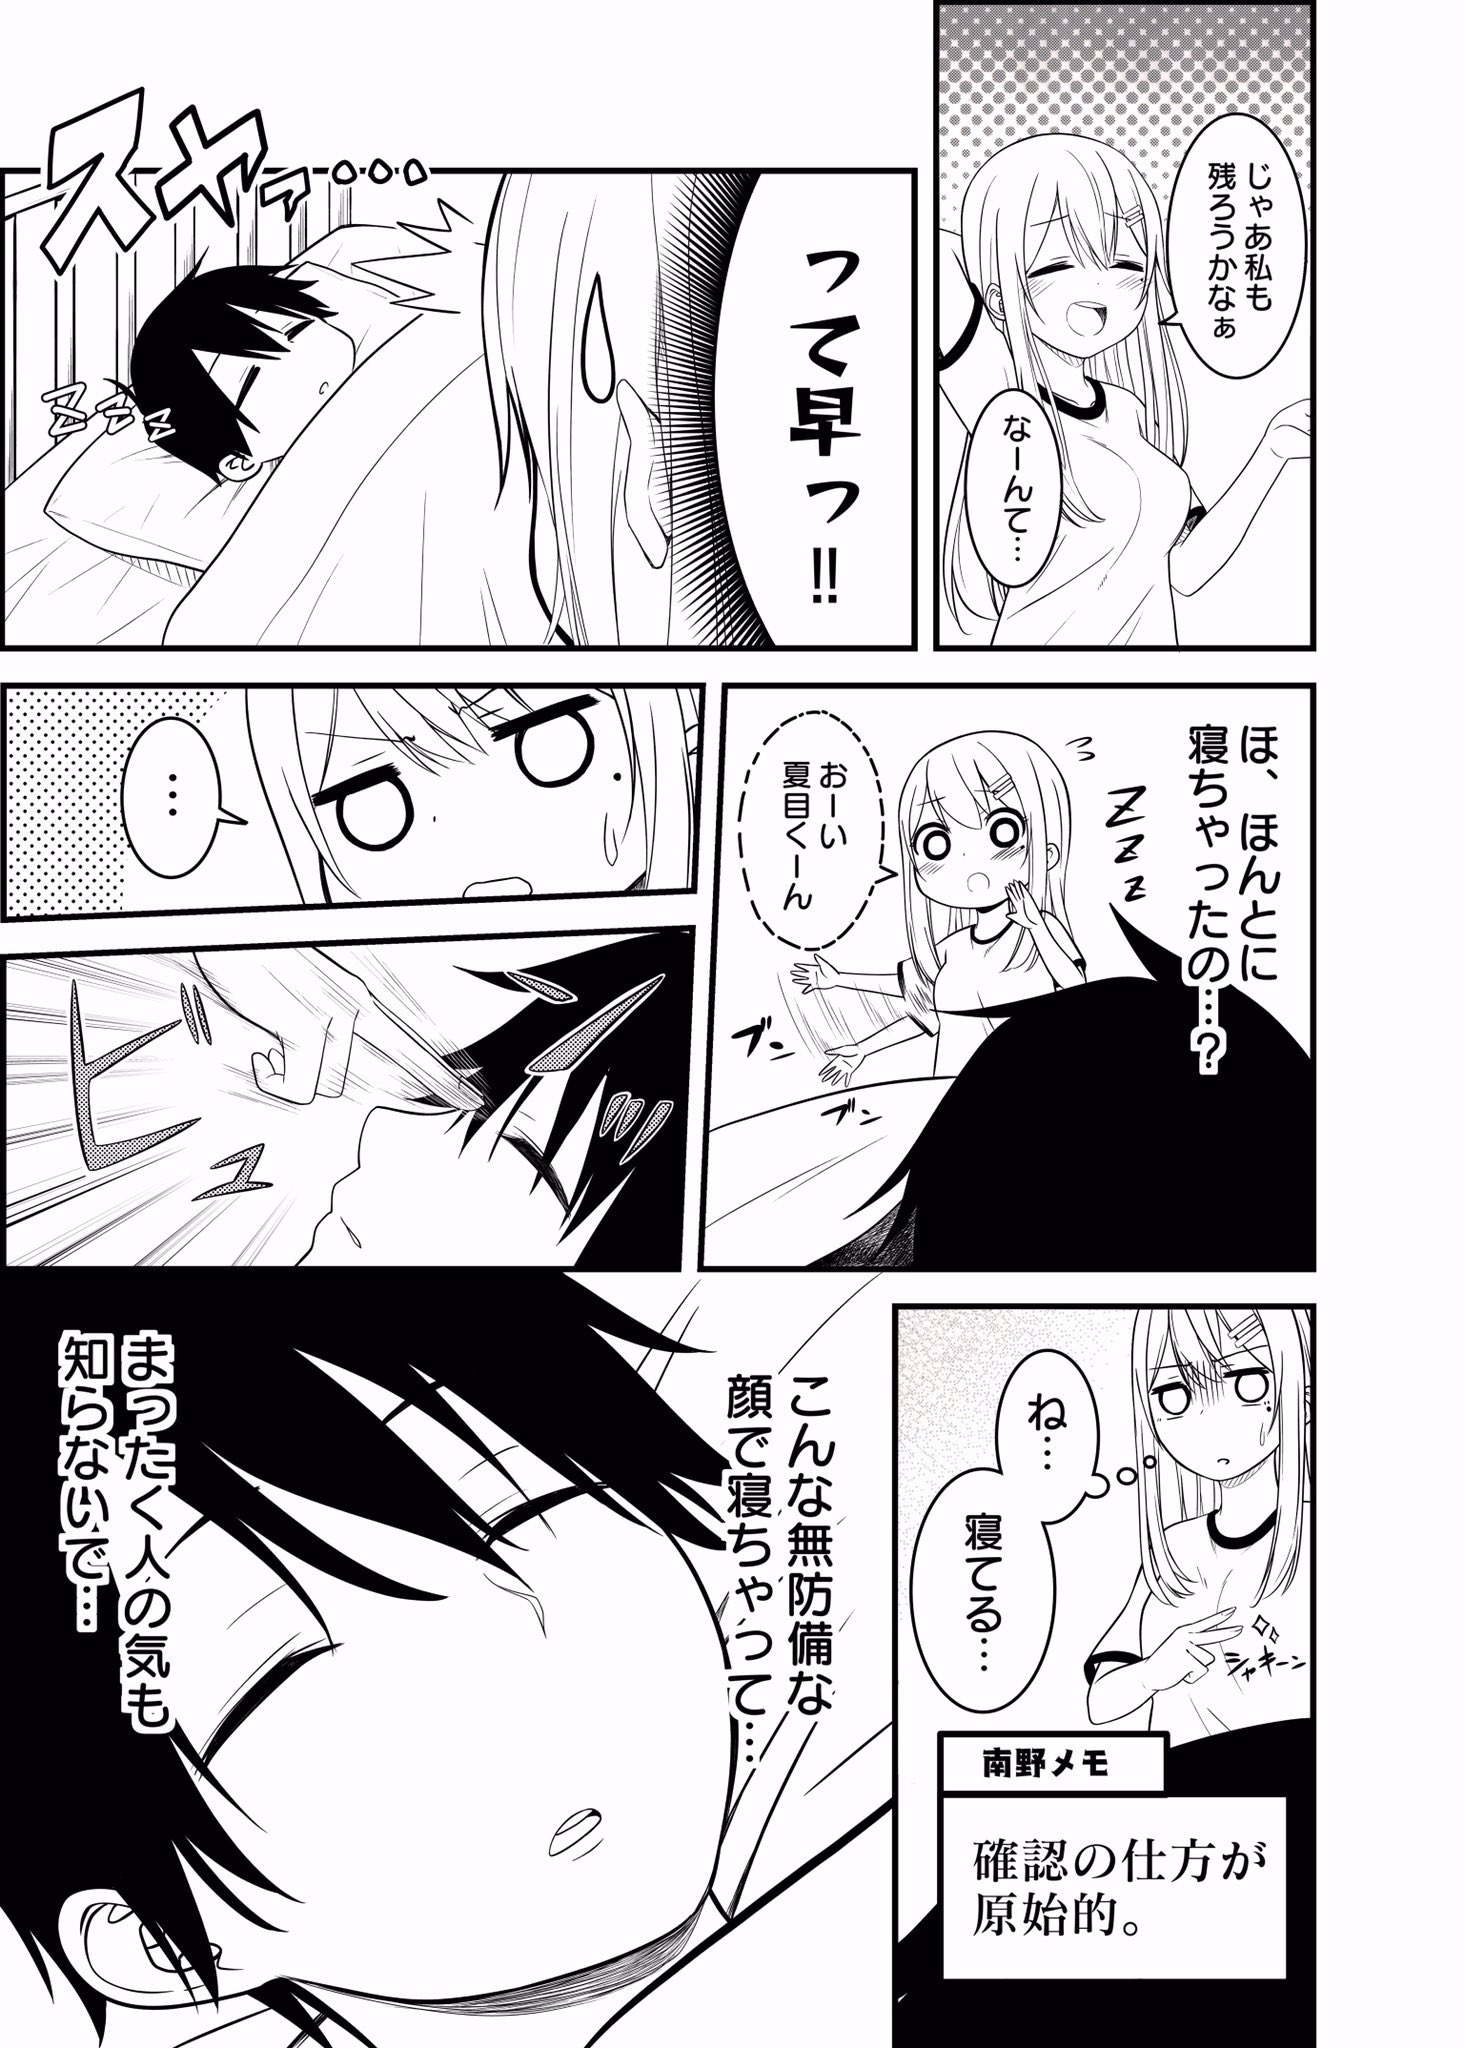 じゃあ私も
残ろうかなぁ
なーんて…
って早っ!!
スヤァ…。。。
ZZZ
ほ、ほんとに
寝ちゃったの…?
ZZZ
おーい
夏目くーん
ブンッ
ブンッ
…
ビシ
ね…
寝てる…
シャキーン
南野メモ
確認の仕方が
原始的。
こんな無防備な
顔で寝ちゃって…
まったく人の気も
知らないで…